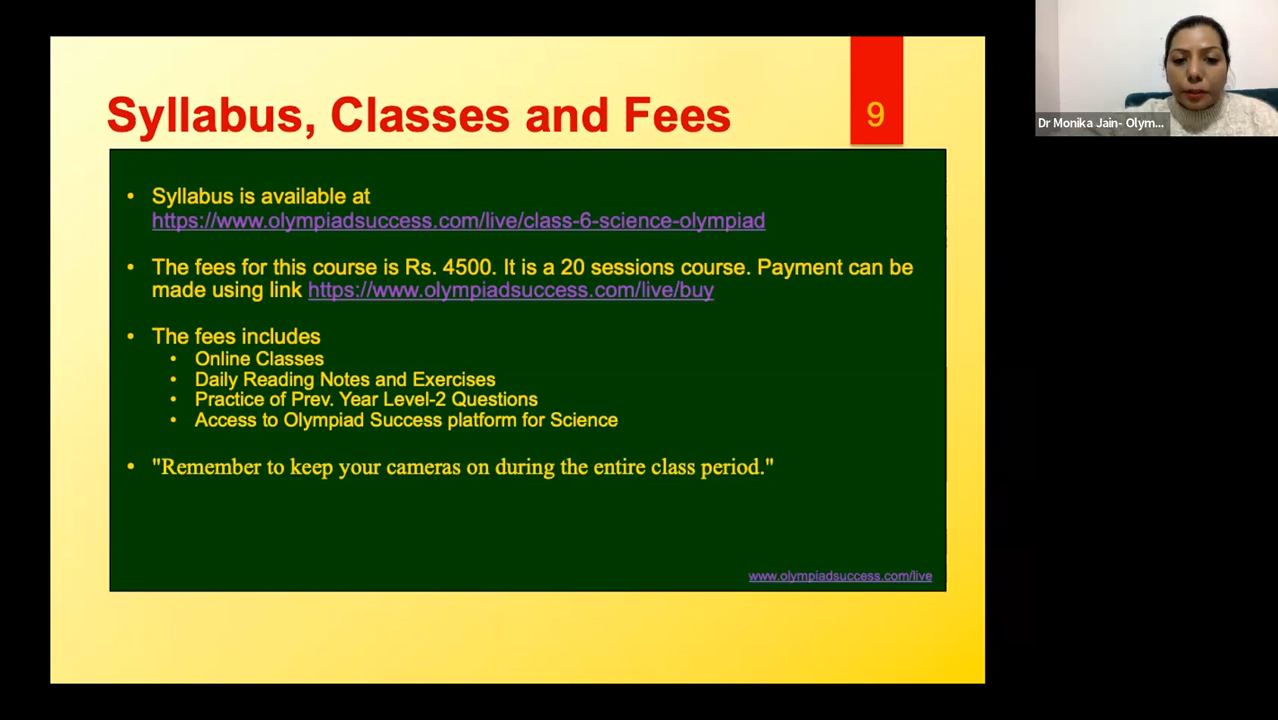 Syllabus, Classes and Fees
9
Dr Monika Jain- Olym...
• Syllabus is available at
https://www.olympiadsuccess.com/live/class-6-science-olympiad
• The fees for this course is Rs. 4500. It is a 20 sessions course. Payment can be
made using link https://www.olympiadsuccess.com/live/buy
• The fees includes
• Online Classes
• Daily Reading Notes and Exercises
• Practice of Prev. Year Level-2 Questions
• Access to Olympiad Success platform for Science
• "Remember to keep your cameras on during the entire class period."
www.olympiadsuccess.com/live